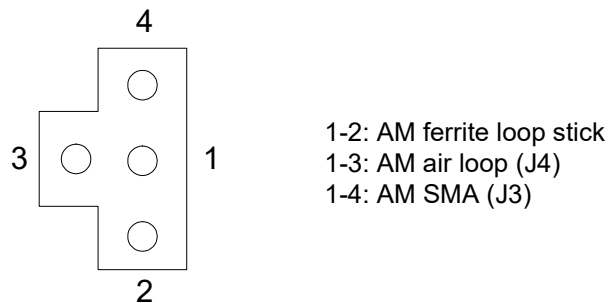 4
3
1
2
1-2: AM ferrite loop stick
1-3: AM air loop (J4)
1-4: AM SMA (J3)